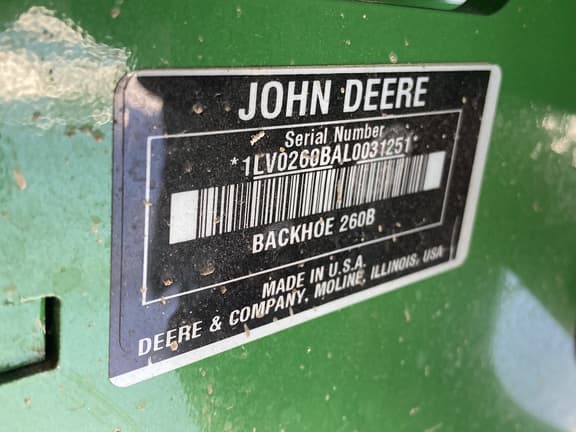 JOHN DEERE
Serial Number
*1LV0260BAL0031251*
BACKHOE 260B
MADE IN U.S.A.
DEERE & COMPANY, MOLINE, ILLINOIS, USA